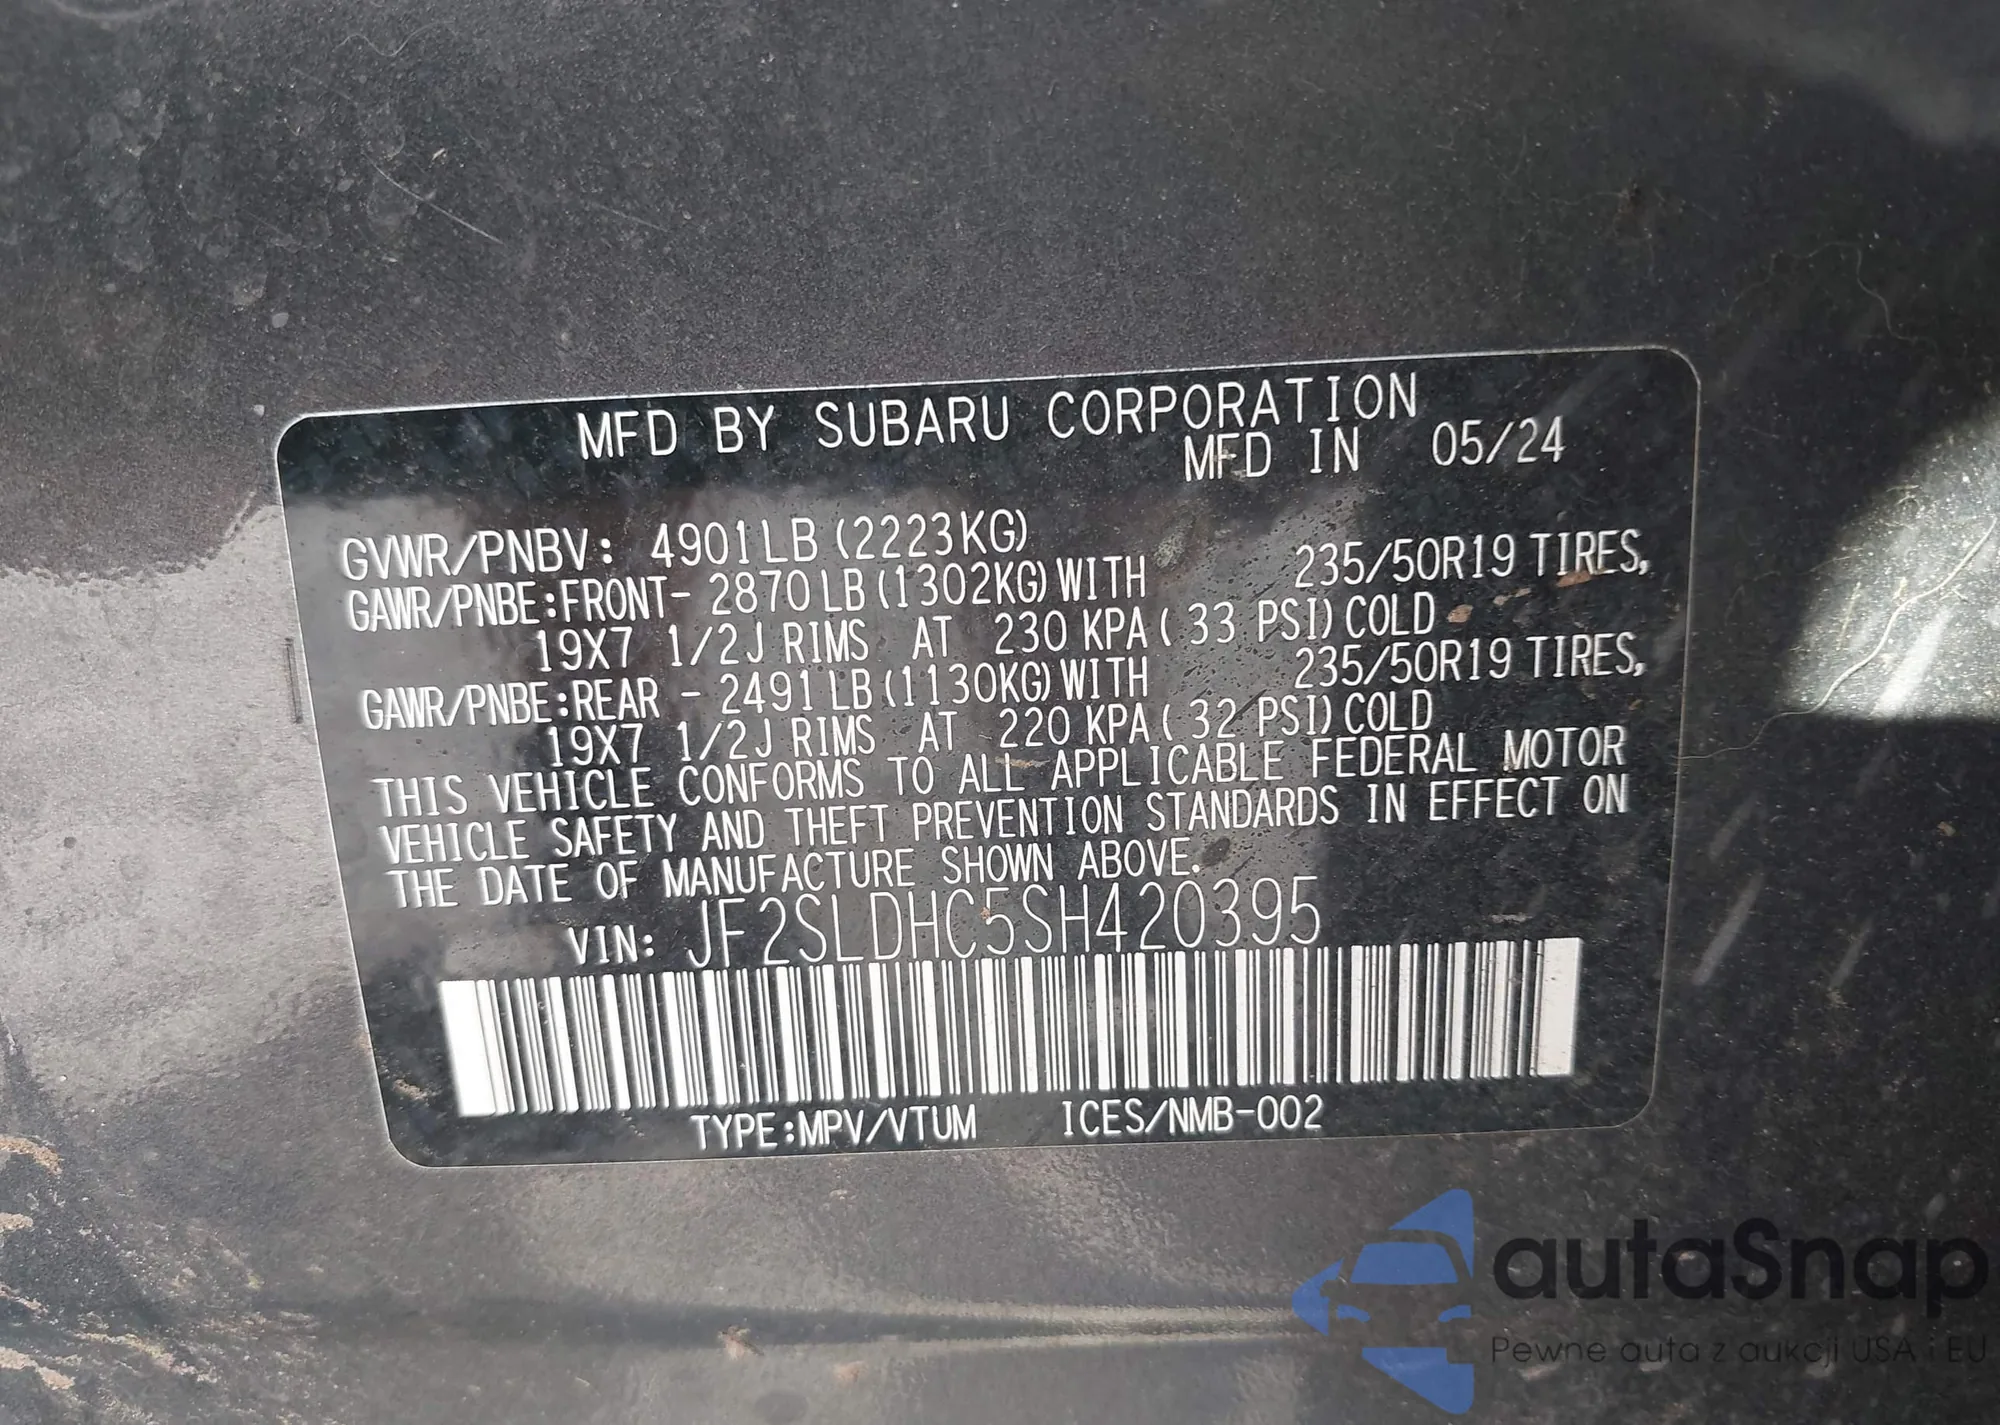 MFD BY SUBARU CORPORATION
MFD IN 05/24
GVWR/PNBV: 4901LB (2223KG)
GAWR/PNBE:FRONT- 2870LB(1302KG)WITH 235/50R19 TIRES,
19X7 1/2J RIMS AT 230 KPA( 33 PSI)COLD
GAWR/PNBE:REAR - 2491LB(1130KG)WITH 235/50R19 TIRES,
19X7 1/2J RIMS AT 220 KPA( 32 PSI)COLD
THIS VEHICLE CONFORMS TO ALL APPLICABLE FEDERAL MOTOR
VEHICLE SAFETY AND THEFT PREVENTION STANDARDS IN EFFECT ON
THE DATE OF MANUFACTURE SHOWN ABOVE.
VIN: JF2SLDHC5SH420395
TYPE:MPV/VTUM ICES/NMB-002
autaSnap
Pewne auta z aukcji USA i EU